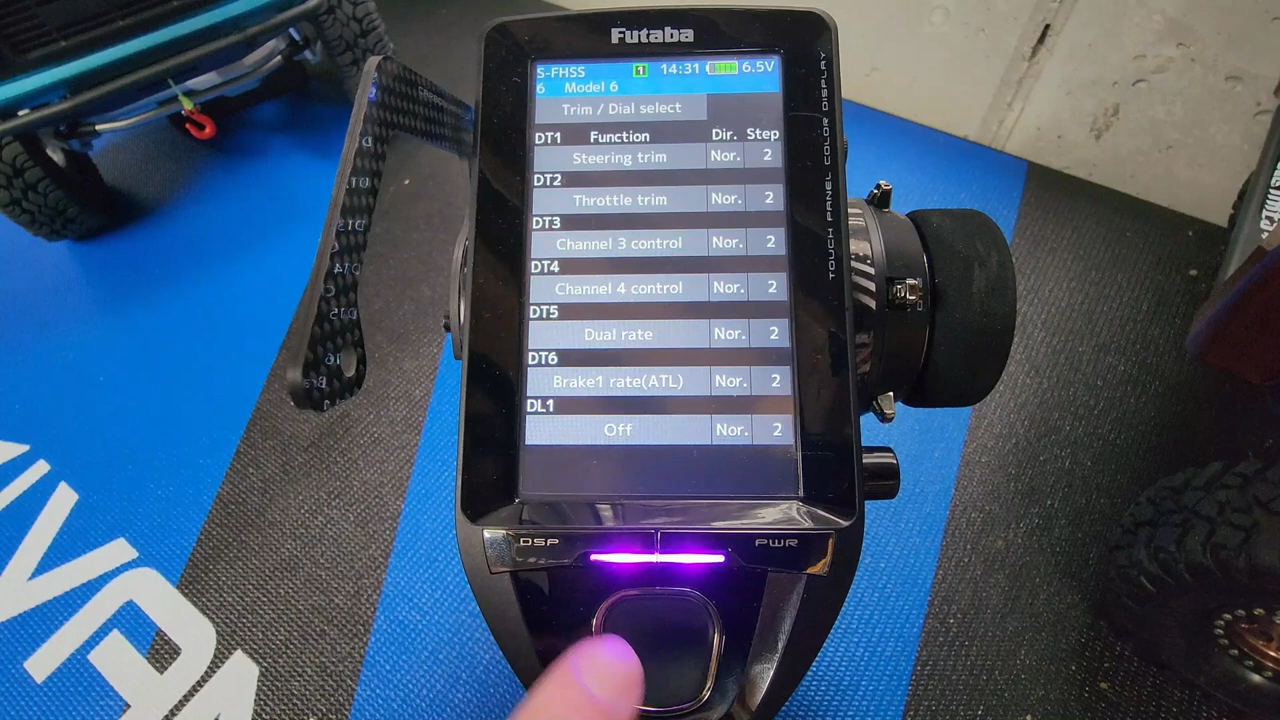 Futaba
S-FHSS 1 14:31 6.5V
6 Model 6
Trim / Dial select
DT1 Function Dir. Step
Steering trim Nor. 2
DT2
Throttle trim Nor. 2
DT3
Channel 3 control Nor. 2
DT4
Channel 4 control Nor. 2
DT5
Dual rate Nor. 2
DT6
Brake1 rate(ATL) Nor. 2
DL1
Off Nor. 2
TOUCH PANEL COLOR DISPLAY
DSP PWR